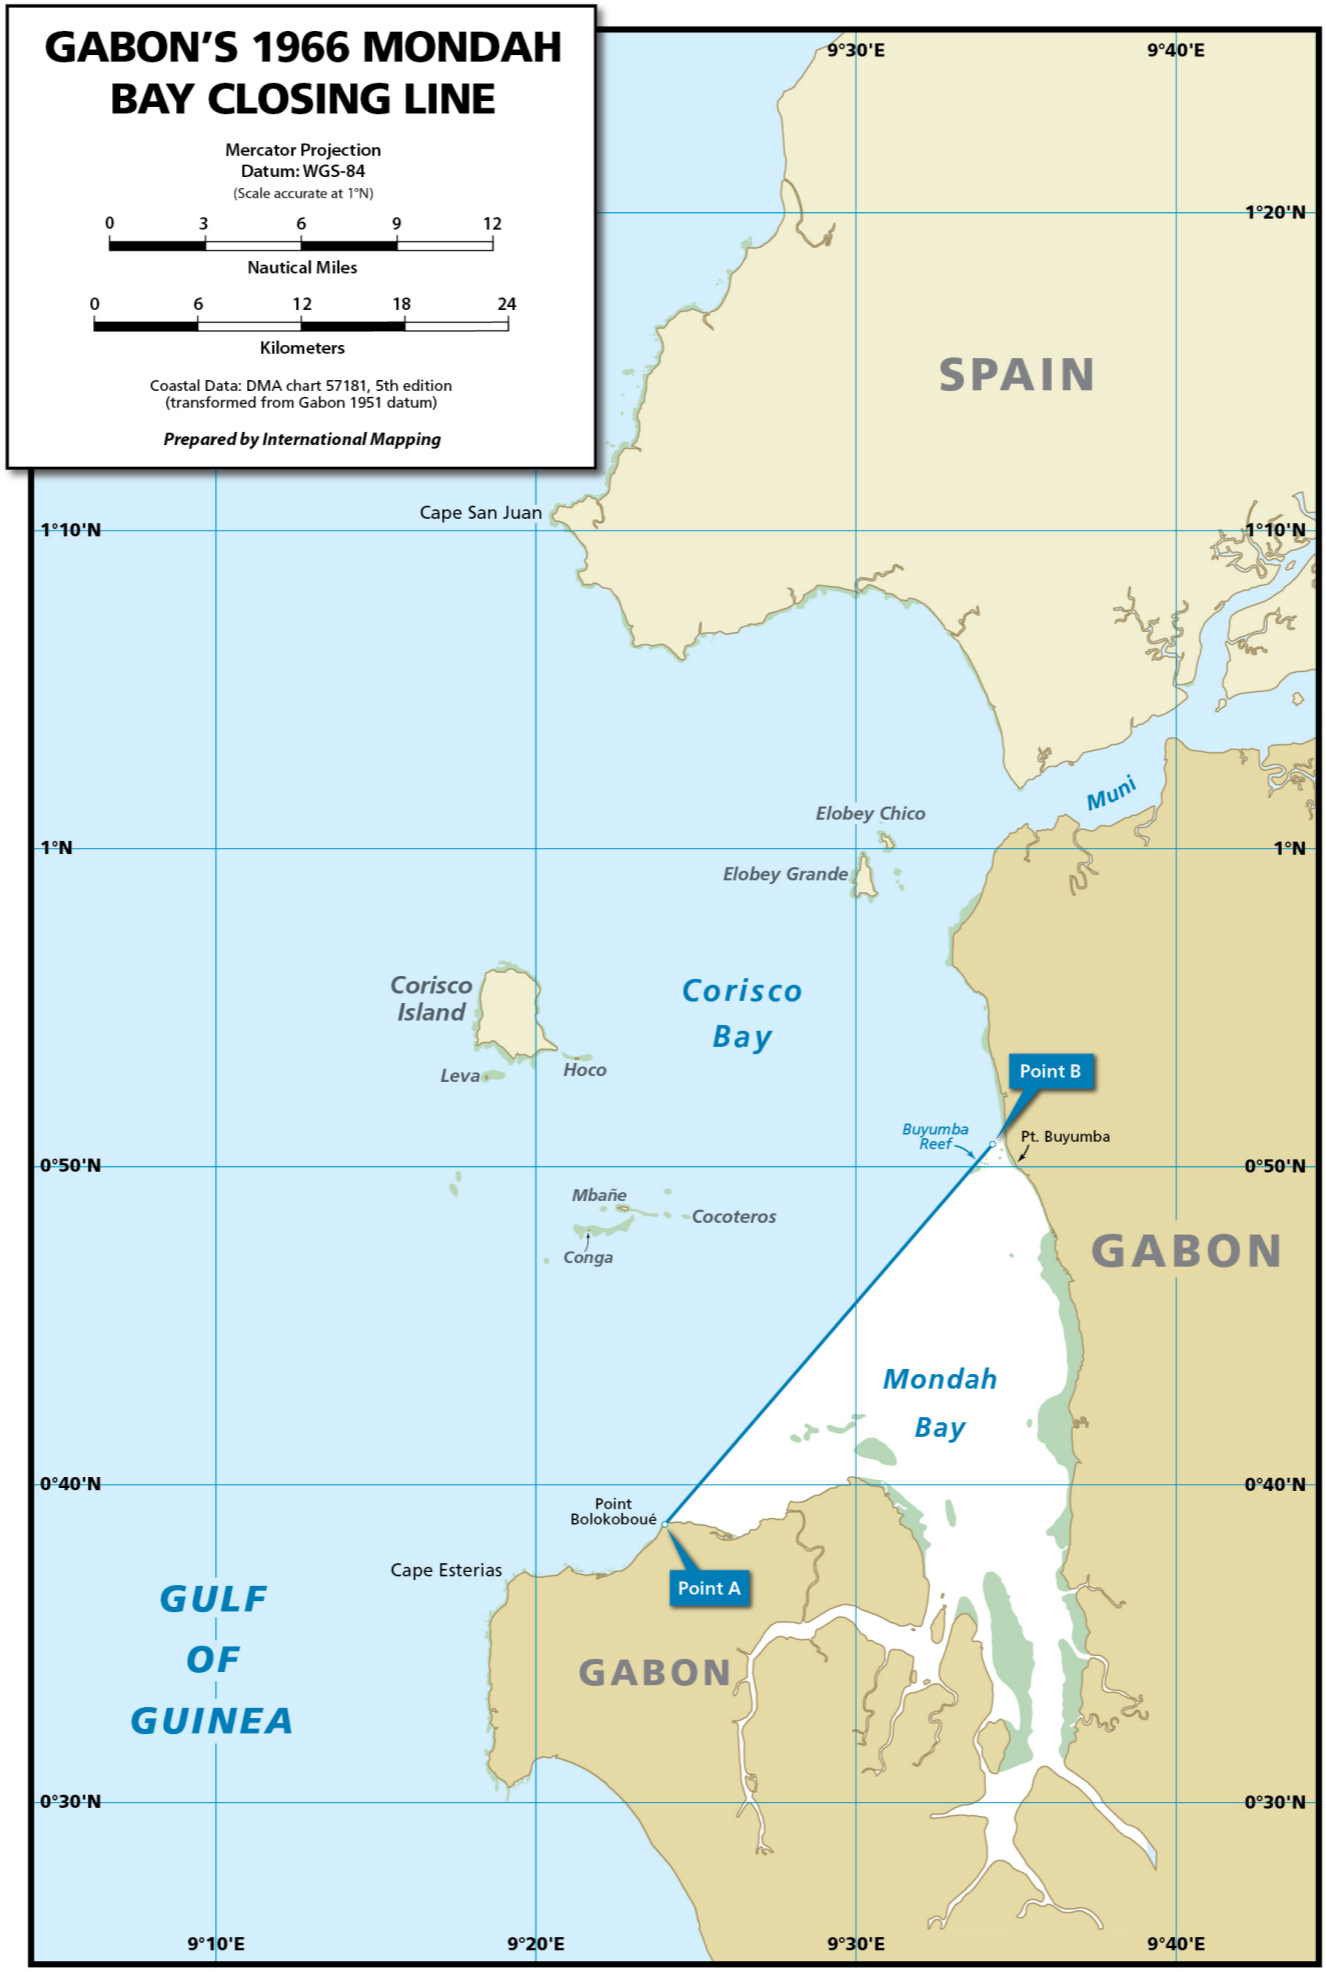 GABON'S 1966 MONDAH
BAY CLOSING LINE
Mercator Projection
Datum: WGS-84
(Scale accurate at 1°N)
0 3 6 9 12
Nautical Miles
0 6 12 18 24
Kilometers
Coastal Data: DMA chart 57181, 5th edition
(transformed from Gabon 1951 datum)
Prepared by International Mapping
9°30'E 9°40'E
1°20'N
SPAIN
Cape San Juan
1°10'N 1°10'N
Muni
Elobey Chico
1°N 1°N
Elobey Grande
Corisco
Island
Corisco
Bay
Hoco
Leva
Point B
Buyumba
Reef
Pt. Buyumba
0°50'N 0°50'N
Mbañe
Cocoteros
Conga
GABON
Mondah
Bay
0°40'N 0°40'N
Point
Bolokoboué
Cape Esterias
Point A
GULF
OF
GUINEA
GABON
0°30'N 0°30'N
9°10'E 9°20'E 9°30'E 9°40'E